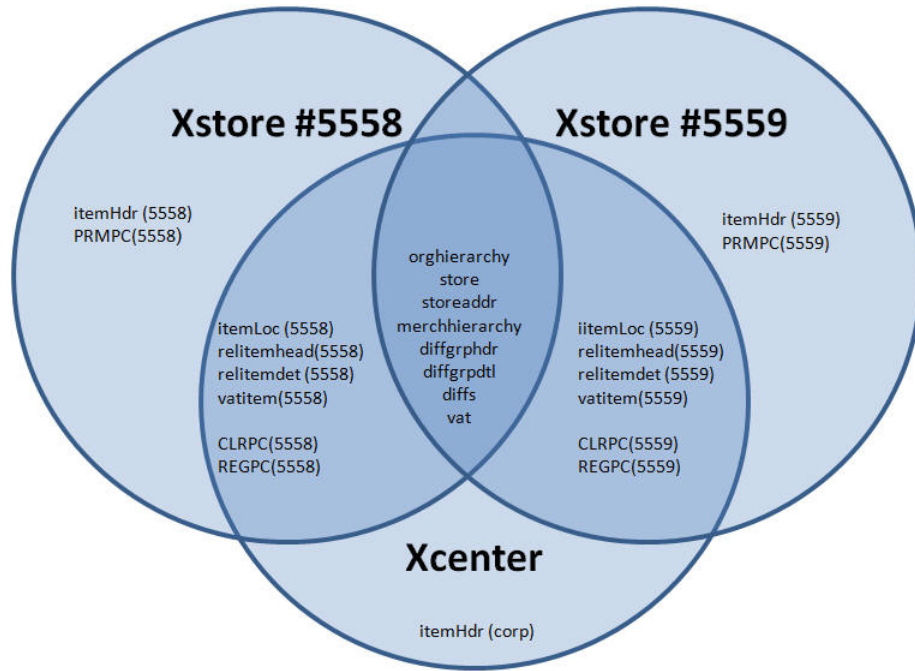 Xstore #5558
Xstore #5559
itemHdr (5558)
PRMPC(5558)
itemHdr (5559)
PRMPC(5559)
orghierarchy
store
storeaddr
merchhierarchy
diffgrphdr
diffgrpdtl
diffs
vat
itemLoc (5558)
relitemhead(5558)
relitemdet (5558)
vatitem(5558)
CLRPC(5558)
REGPC(5558)
iitemLoc (5559)
relitemhead(5559)
relitemdet (5559)
vatitem(5559)
CLRPC(5559)
REGPC(5559)
Xcenter
itemHdr (corp)